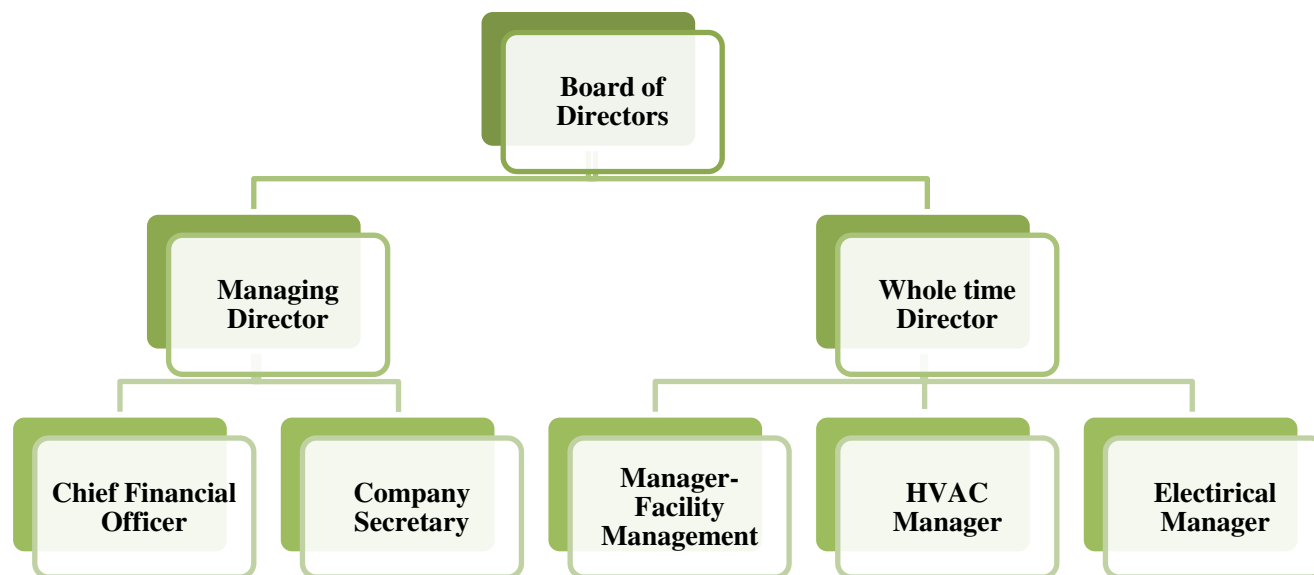 Board of
Directors
Managing
Director
Whole time
Director
Chief Financial
Officer
Company
Secretary
Manager-
Facility
Management
HVAC
Manager
Electirical
Manager